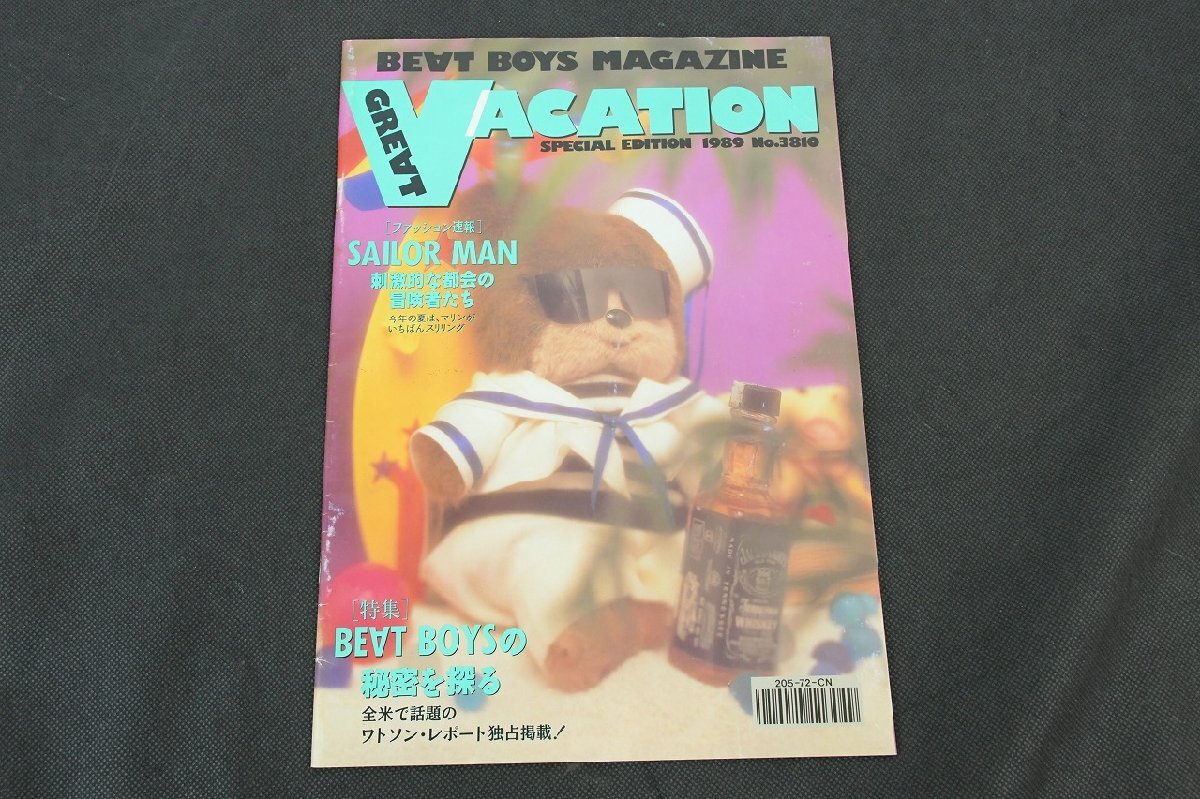 BE∀T BOYS MAGAZINE
GRE∀T
VACATION
SPECIAL EDITION 1989 No.3810
[ファッション速報]
SAILOR MAN
刺激的な都会の
冒険者たち
今年の夏は、マリンが
いちばんスリリング
[特集]
BE∀T BOYSの
秘密を探る
全米で話題の
ワトソン・レポート独占掲載!
205-72-CN
WHISKEY